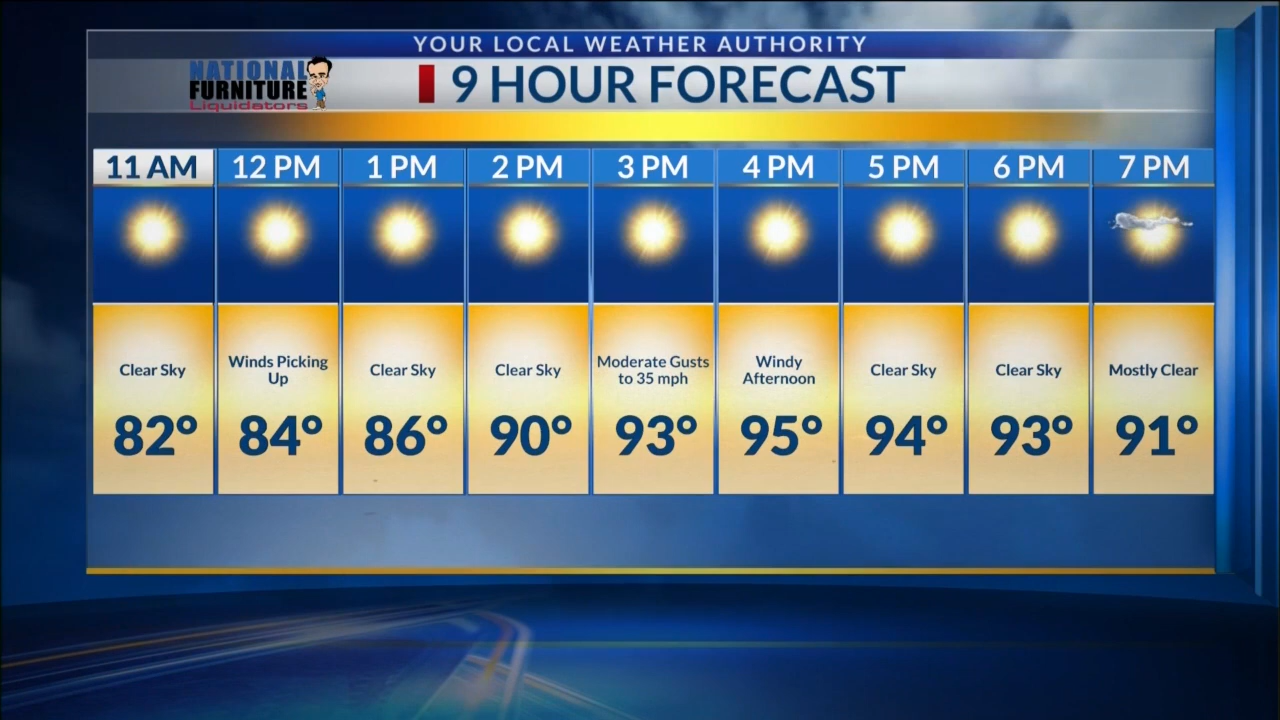 YOUR LOCAL WEATHER AUTHORITY
NATIONAL
FURNITURE
Liquidators
9 HOUR FORECAST
11 AM
12 PM
1 PM
2 PM
3 PM
4 PM
5 PM
6 PM
7 PM
Clear Sky
Winds Picking
Up
Clear Sky
Clear Sky
Moderate Gusts
to 35 mph
Windy
Afternoon
Clear Sky
Clear Sky
Mostly Clear
82°
84°
86°
90°
93°
95°
94°
93°
91°